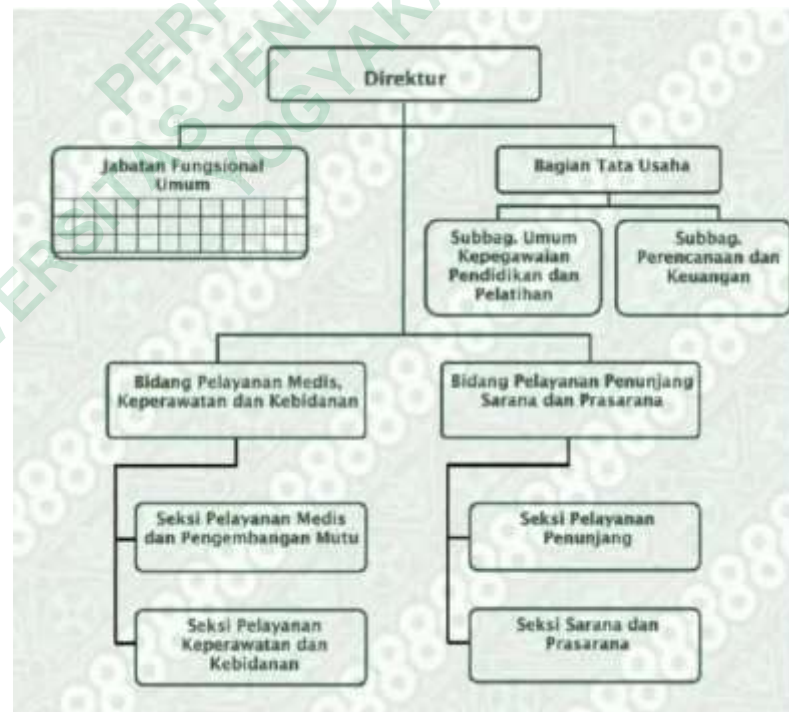 Direktur
Jabatan Fungsional
Umum
Bagian Tata Usaha
Subbag. Umum
Kepegawaian
Pendidikan dan
Pelatihan
Subbag.
Perencanaan dan
Keuangan
Bidang Pelayanan Medis,
Keperawatan dan Kebidanan
Bidang Pelayanan Penunjang
Sarana dan Prasarana
Seksi Pelayanan Medis
dan Pengembangan Mutu
Seksi Pelayanan
Penunjang
Seksi Pelayanan
Keperawatan dan
Kebidanan
Seksi Sarana dan
Prasarana